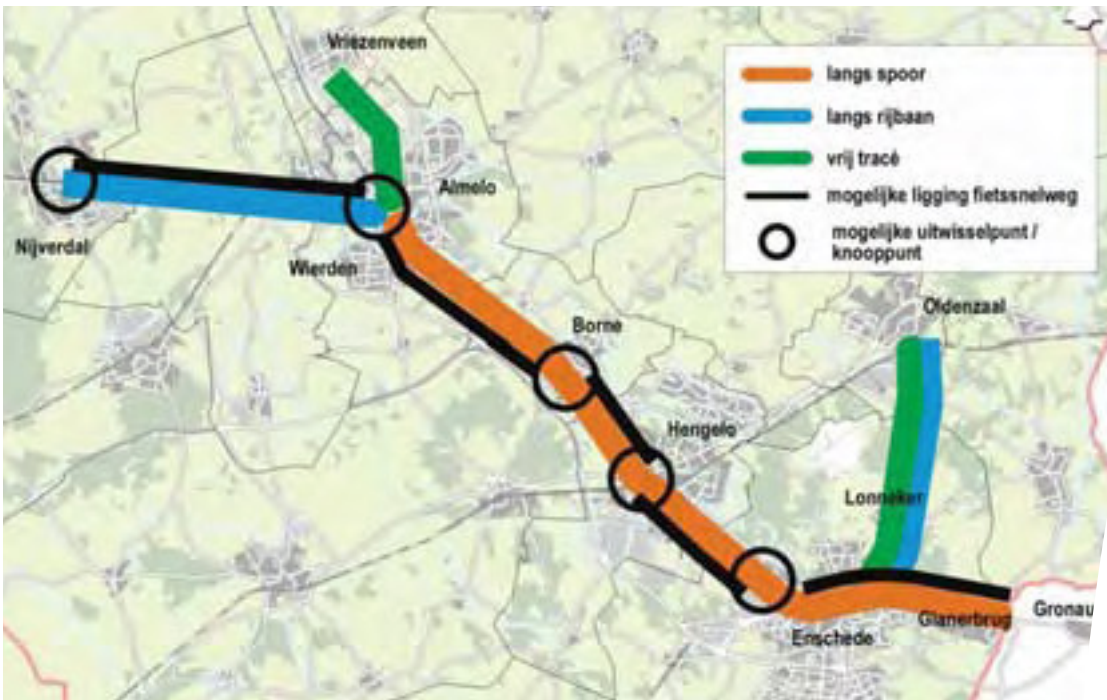 Vriezenveen
langs spoor
langs rijbaan
vrij tracé
mogelijke ligging fietssnelweg
mogelijke uitwisselpunt /
knooppunt
Almelo
Nijverdal
Wierden
Oldenzaal
Borne
Hengelo
Lonneker
Enschede
Glanerbrug
Gronau